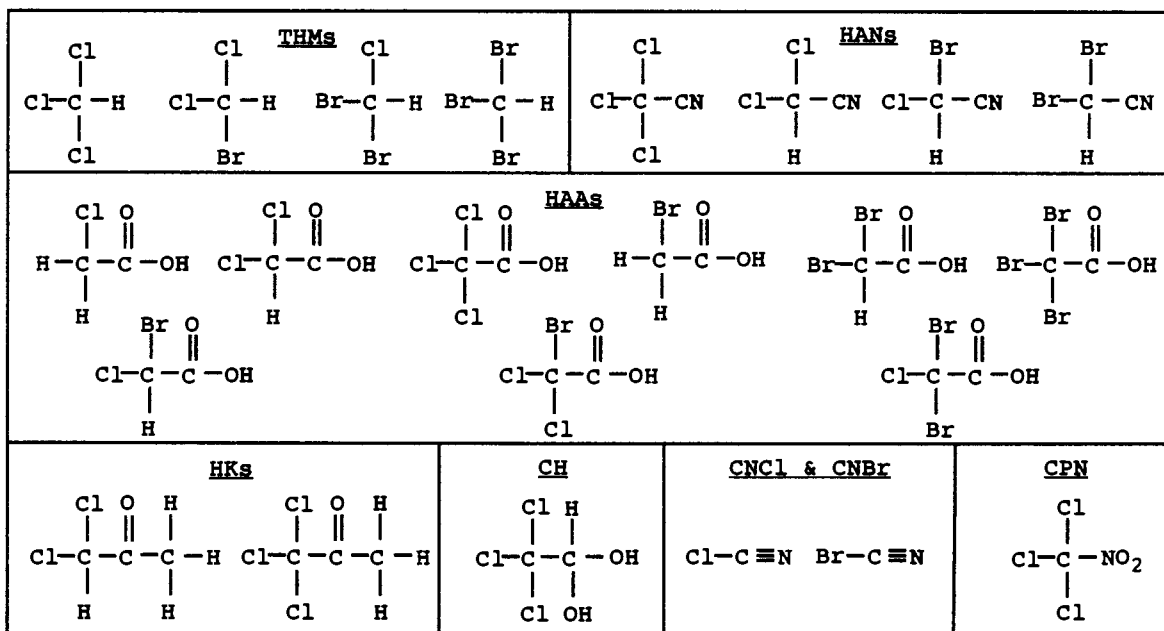 THMs
Cl Cl Cl Br
Cl–C–H Cl–C–H Br–C–H Br–C–H
Cl Br Br Br
HANs
Cl Cl Br Br
Cl–C–CN Cl–C–CN Cl–C–CN Br–C–CN
Cl H H H
HAAs
Cl O Cl O Cl O Br O Br O Br O
H–C–C–OH Cl–C–C–OH Cl–C–C–OH H–C–C–OH Br–C–C–OH Br–C–C–OH
H H Cl H H Br
Br O Br O Br O
Cl–C–C–OH Cl–C–C–OH Cl–C–C–OH
H Cl Br
HKs
Cl O H Cl O H
Cl–C–C–C–H Cl–C–C–C–H
H H Cl H
CH
Cl H
Cl–C–C–OH
Cl OH
CNCl & CNBr
Cl–C≡N Br–C≡N
CPN
Cl
Cl–C–NO₂
Cl